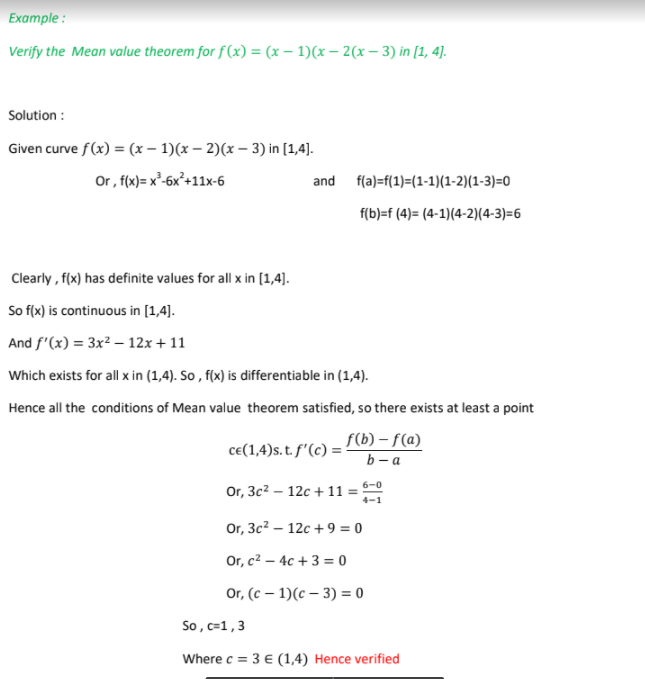 Example :
Verify the Mean value theorem for f(x) = (x − 1)(x − 2(x − 3) in [1, 4].
Solution :
Given curve f(x) = (x − 1)(x − 2)(x − 3) in [1,4].
Or , f(x)= x³-6x²+11x-6 and f(a)=f(1)=(1-1)(1-2)(1-3)=0
f(b)=f (4)= (4-1)(4-2)(4-3)=6
Clearly , f(x) has definite values for all x in [1,4].
So f(x) is continuous in [1,4].
And f′(x) = 3x² − 12x + 11
Which exists for all x in (1,4). So , f(x) is differentiable in (1,4).
Hence all the conditions of Mean value theorem satisfied, so there exists at least a point
cϵ(1,4)s. t. f′(c) = f(b) − f(a) / b − a
Or, 3c² − 12c + 11 = 6−0 / 4−1
Or, 3c² − 12c + 9 = 0
Or, c² − 4c + 3 = 0
Or, (c − 1)(c − 3) = 0
So , c=1 , 3
Where c = 3 ∈ (1,4) Hence verified